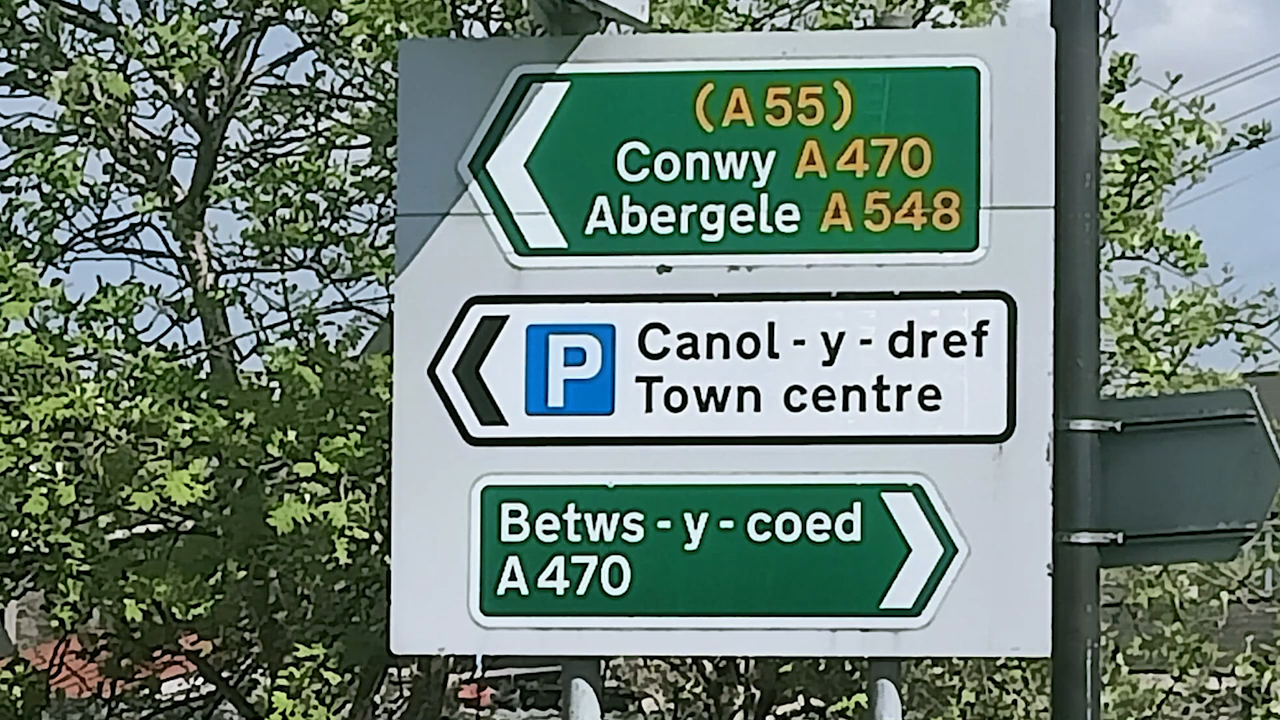 (A55)
Conwy A470
Abergele A548
P Canol-y-dref
Town centre
Betws-y-coed
A470